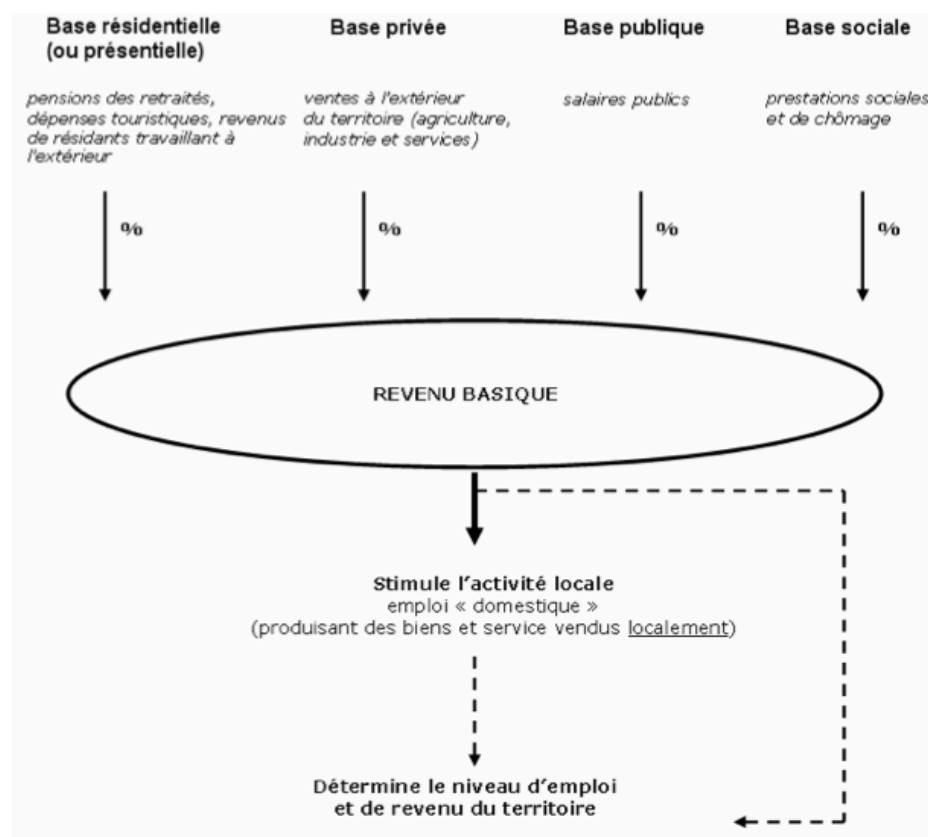 Base résidentielle
(ou présentielle)
Base privée
Base publique
Base sociale
pensions des retraités,
dépenses touristiques, revenus
de résidants travaillant à
l'extérieur
ventes à l'extérieur
du territoire (agriculture,
industrie et services)
salaires publics
prestations sociales
et de chômage
%
%
%
%
REVENU BASIQUE
Stimule l'activité locale
emploi « domestique »
(produisant des biens et service vendus localement)
Détermine le niveau d'emploi
et de revenu du territoire